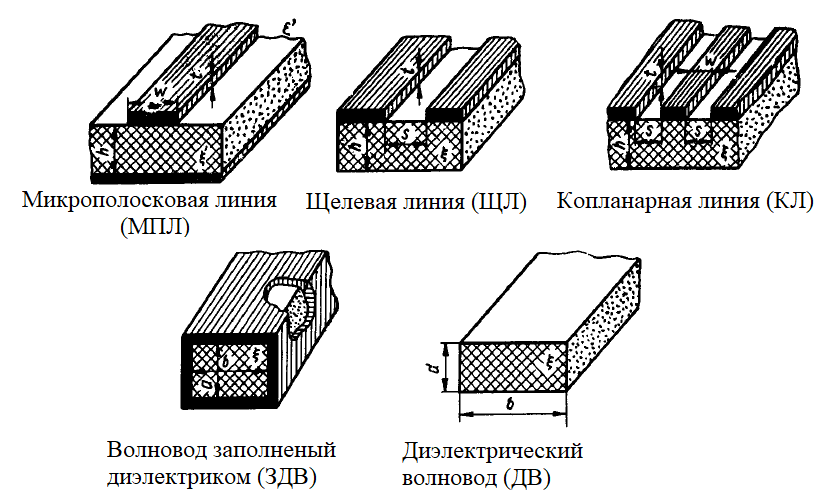 ε'
W
t
h
ξ
t
S
h
ξ
t
W
S
S
h
ξ
Микрополосковая линия
(МПЛ)
Щелевая линия (ЩЛ)
Копланарная линия (КЛ)
в
ξ
a
d
ξ
в
Волновод заполненый
диэлектриком (ЗДВ)
Диэлектрический
волновод (ДВ)